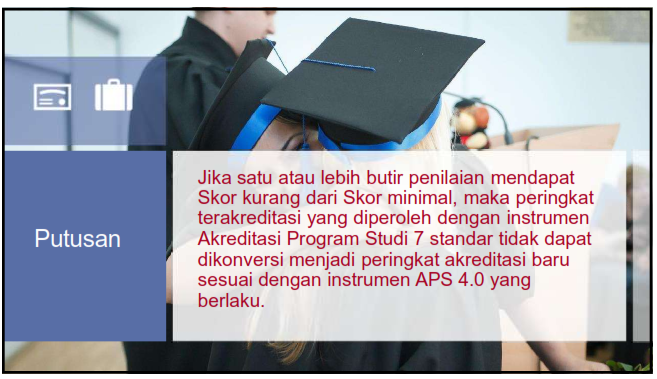 Putusan
Jika satu atau lebih butir penilaian mendapat
Skor kurang dari Skor minimal, maka peringkat
terakreditasi yang diperoleh dengan instrumen
Akreditasi Program Studi 7 standar tidak dapat
dikonversi menjadi peringkat akreditasi baru
sesuai dengan instrumen APS 4.0 yang
berlaku.